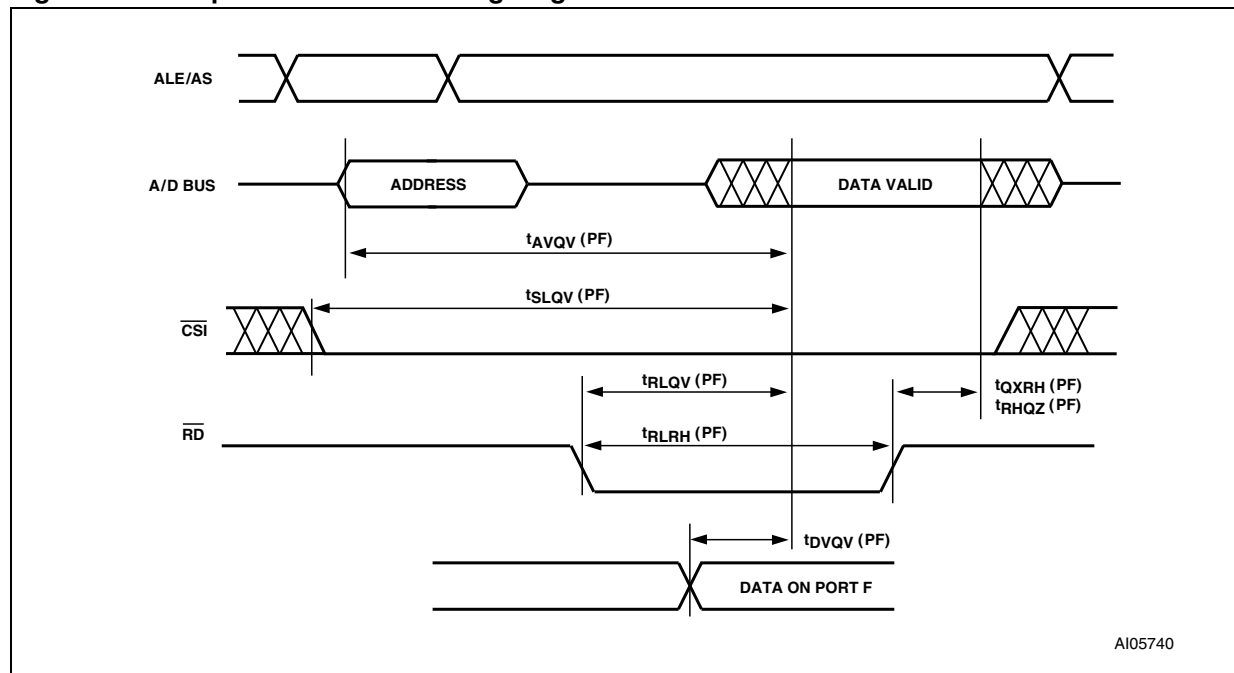 ALE/AS
A/D BUS
ADDRESS
DATA VALID
tAVQV (PF)
tSLQV (PF)
CSI
tRLQV (PF)
tQXRH (PF)
tRHQZ (PF)
RD
tRLRH (PF)
tDVQV (PF)
DATA ON PORT F
AI05740